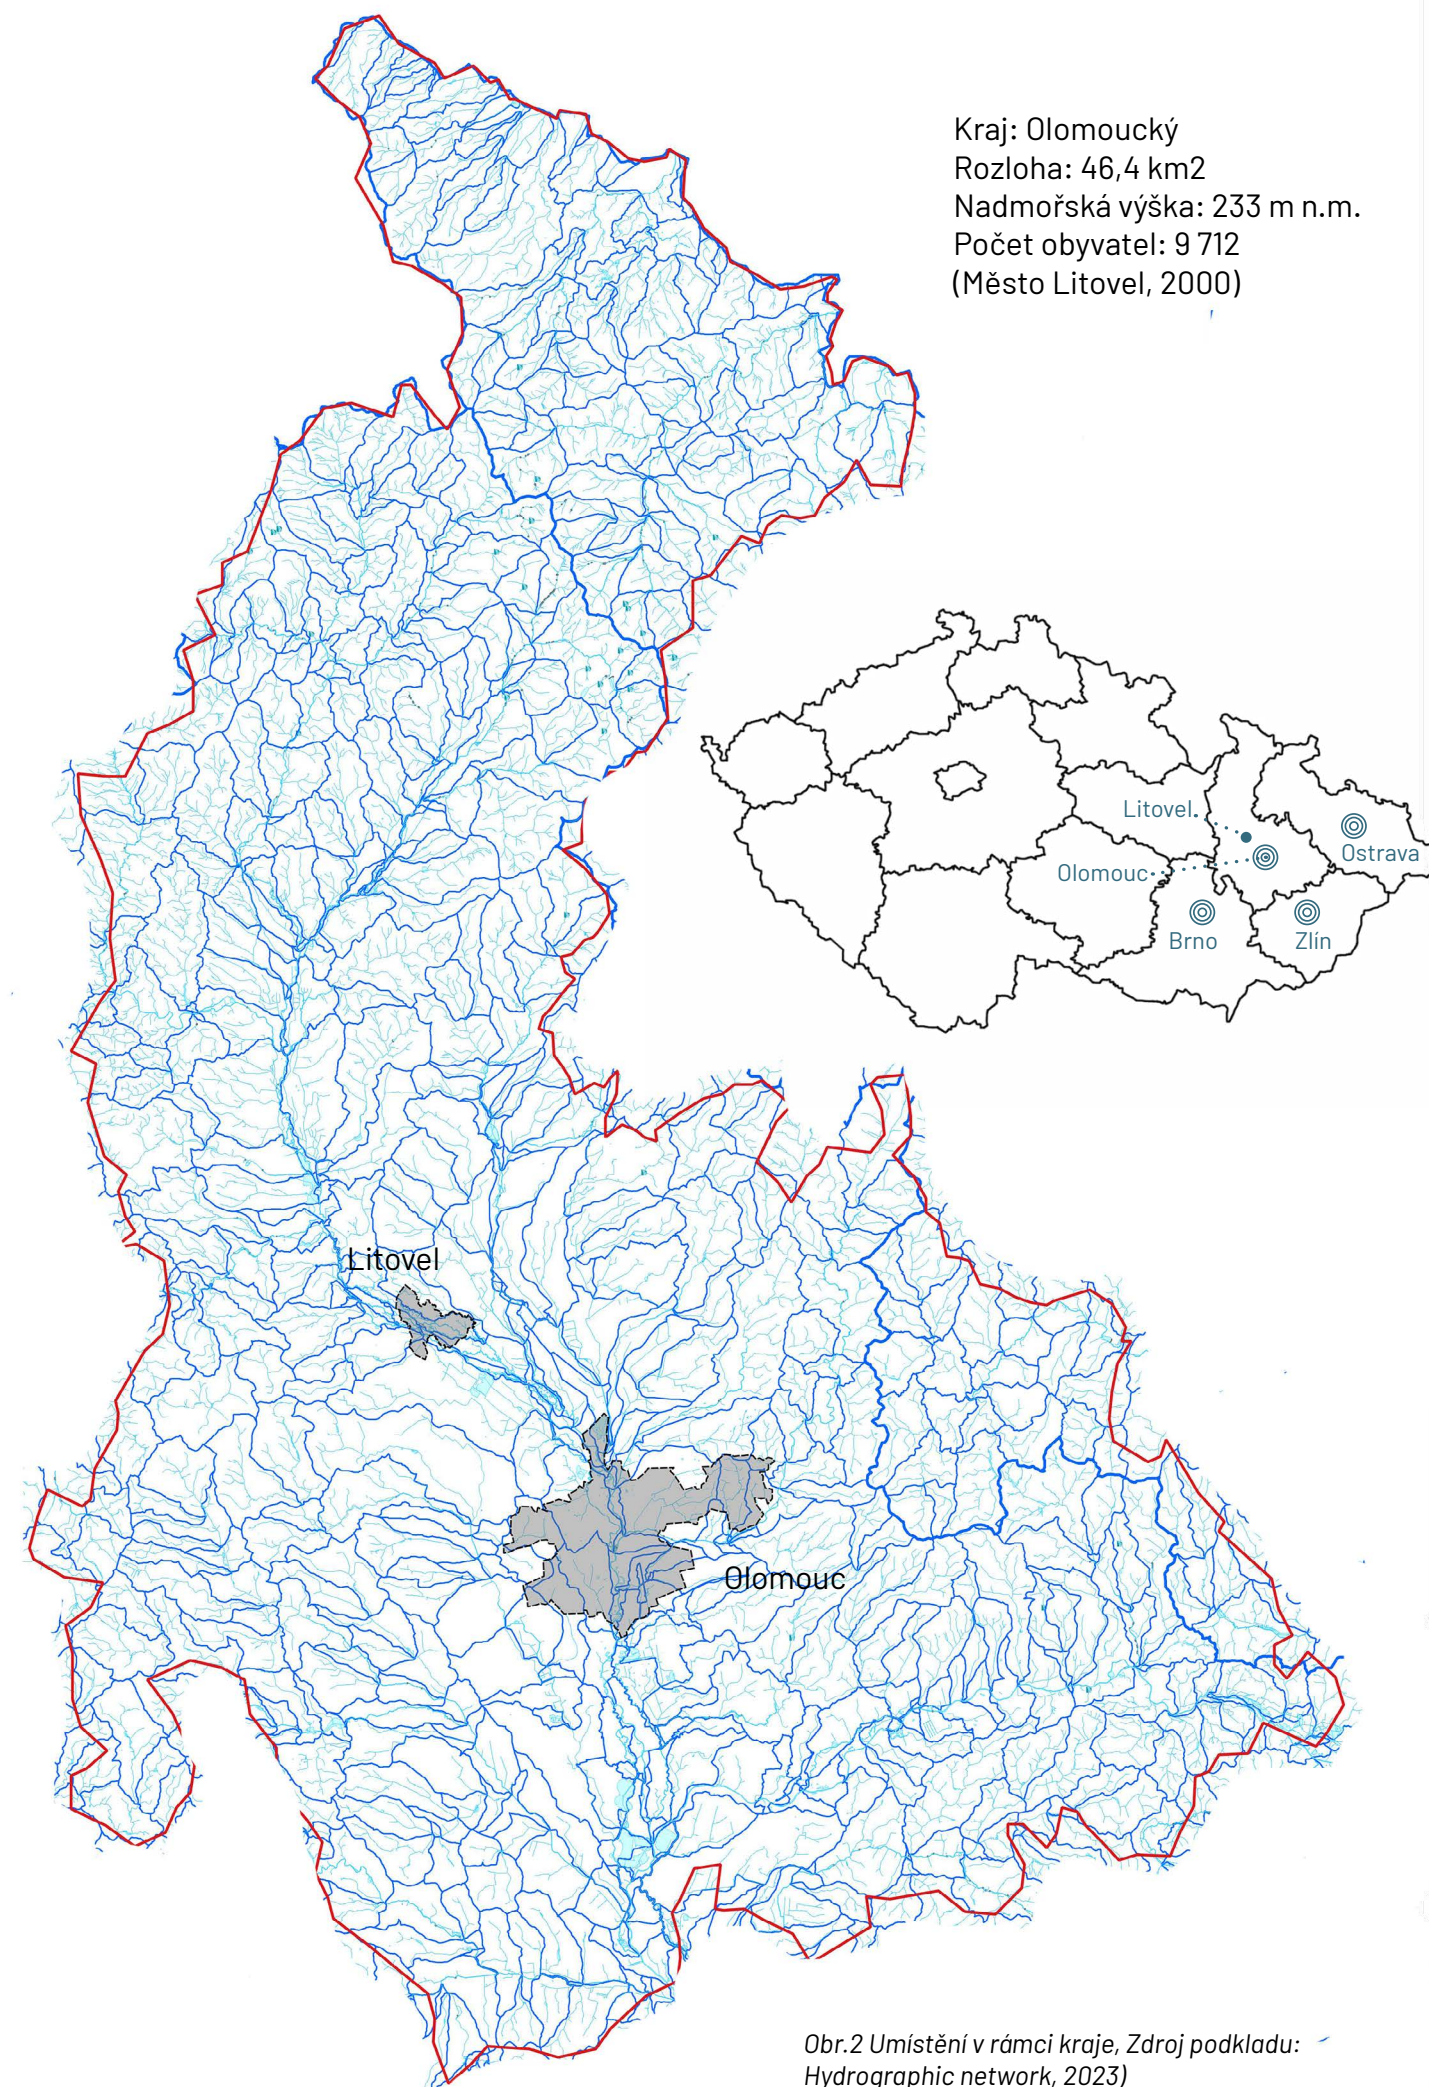 Kraj: Olomoucký
Rozloha: 46,4 km2
Nadmořská výška: 233 m n.m.
Počet obyvatel: 9 712
(Město Litovel, 2000)
Litovel
Ostrava
Olomouc
Brno
Zlín
Litovel
Olomouc
Obr.2 Umístění v rámci kraje, Zdroj podkladu:
Hydrographic network, 2023)